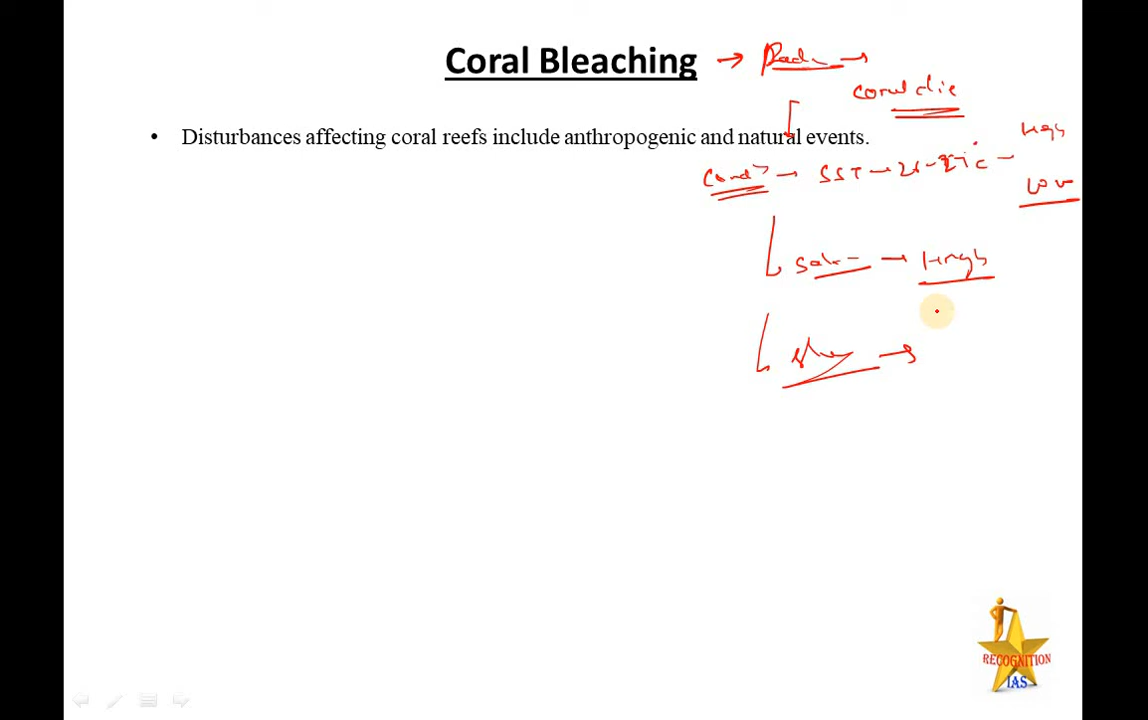 Coral Bleaching →
coral die
• Disturbances affecting coral reefs include anthropogenic and natural events.
High
→ SST →
Low
→ High
RECOGNITION
IAS